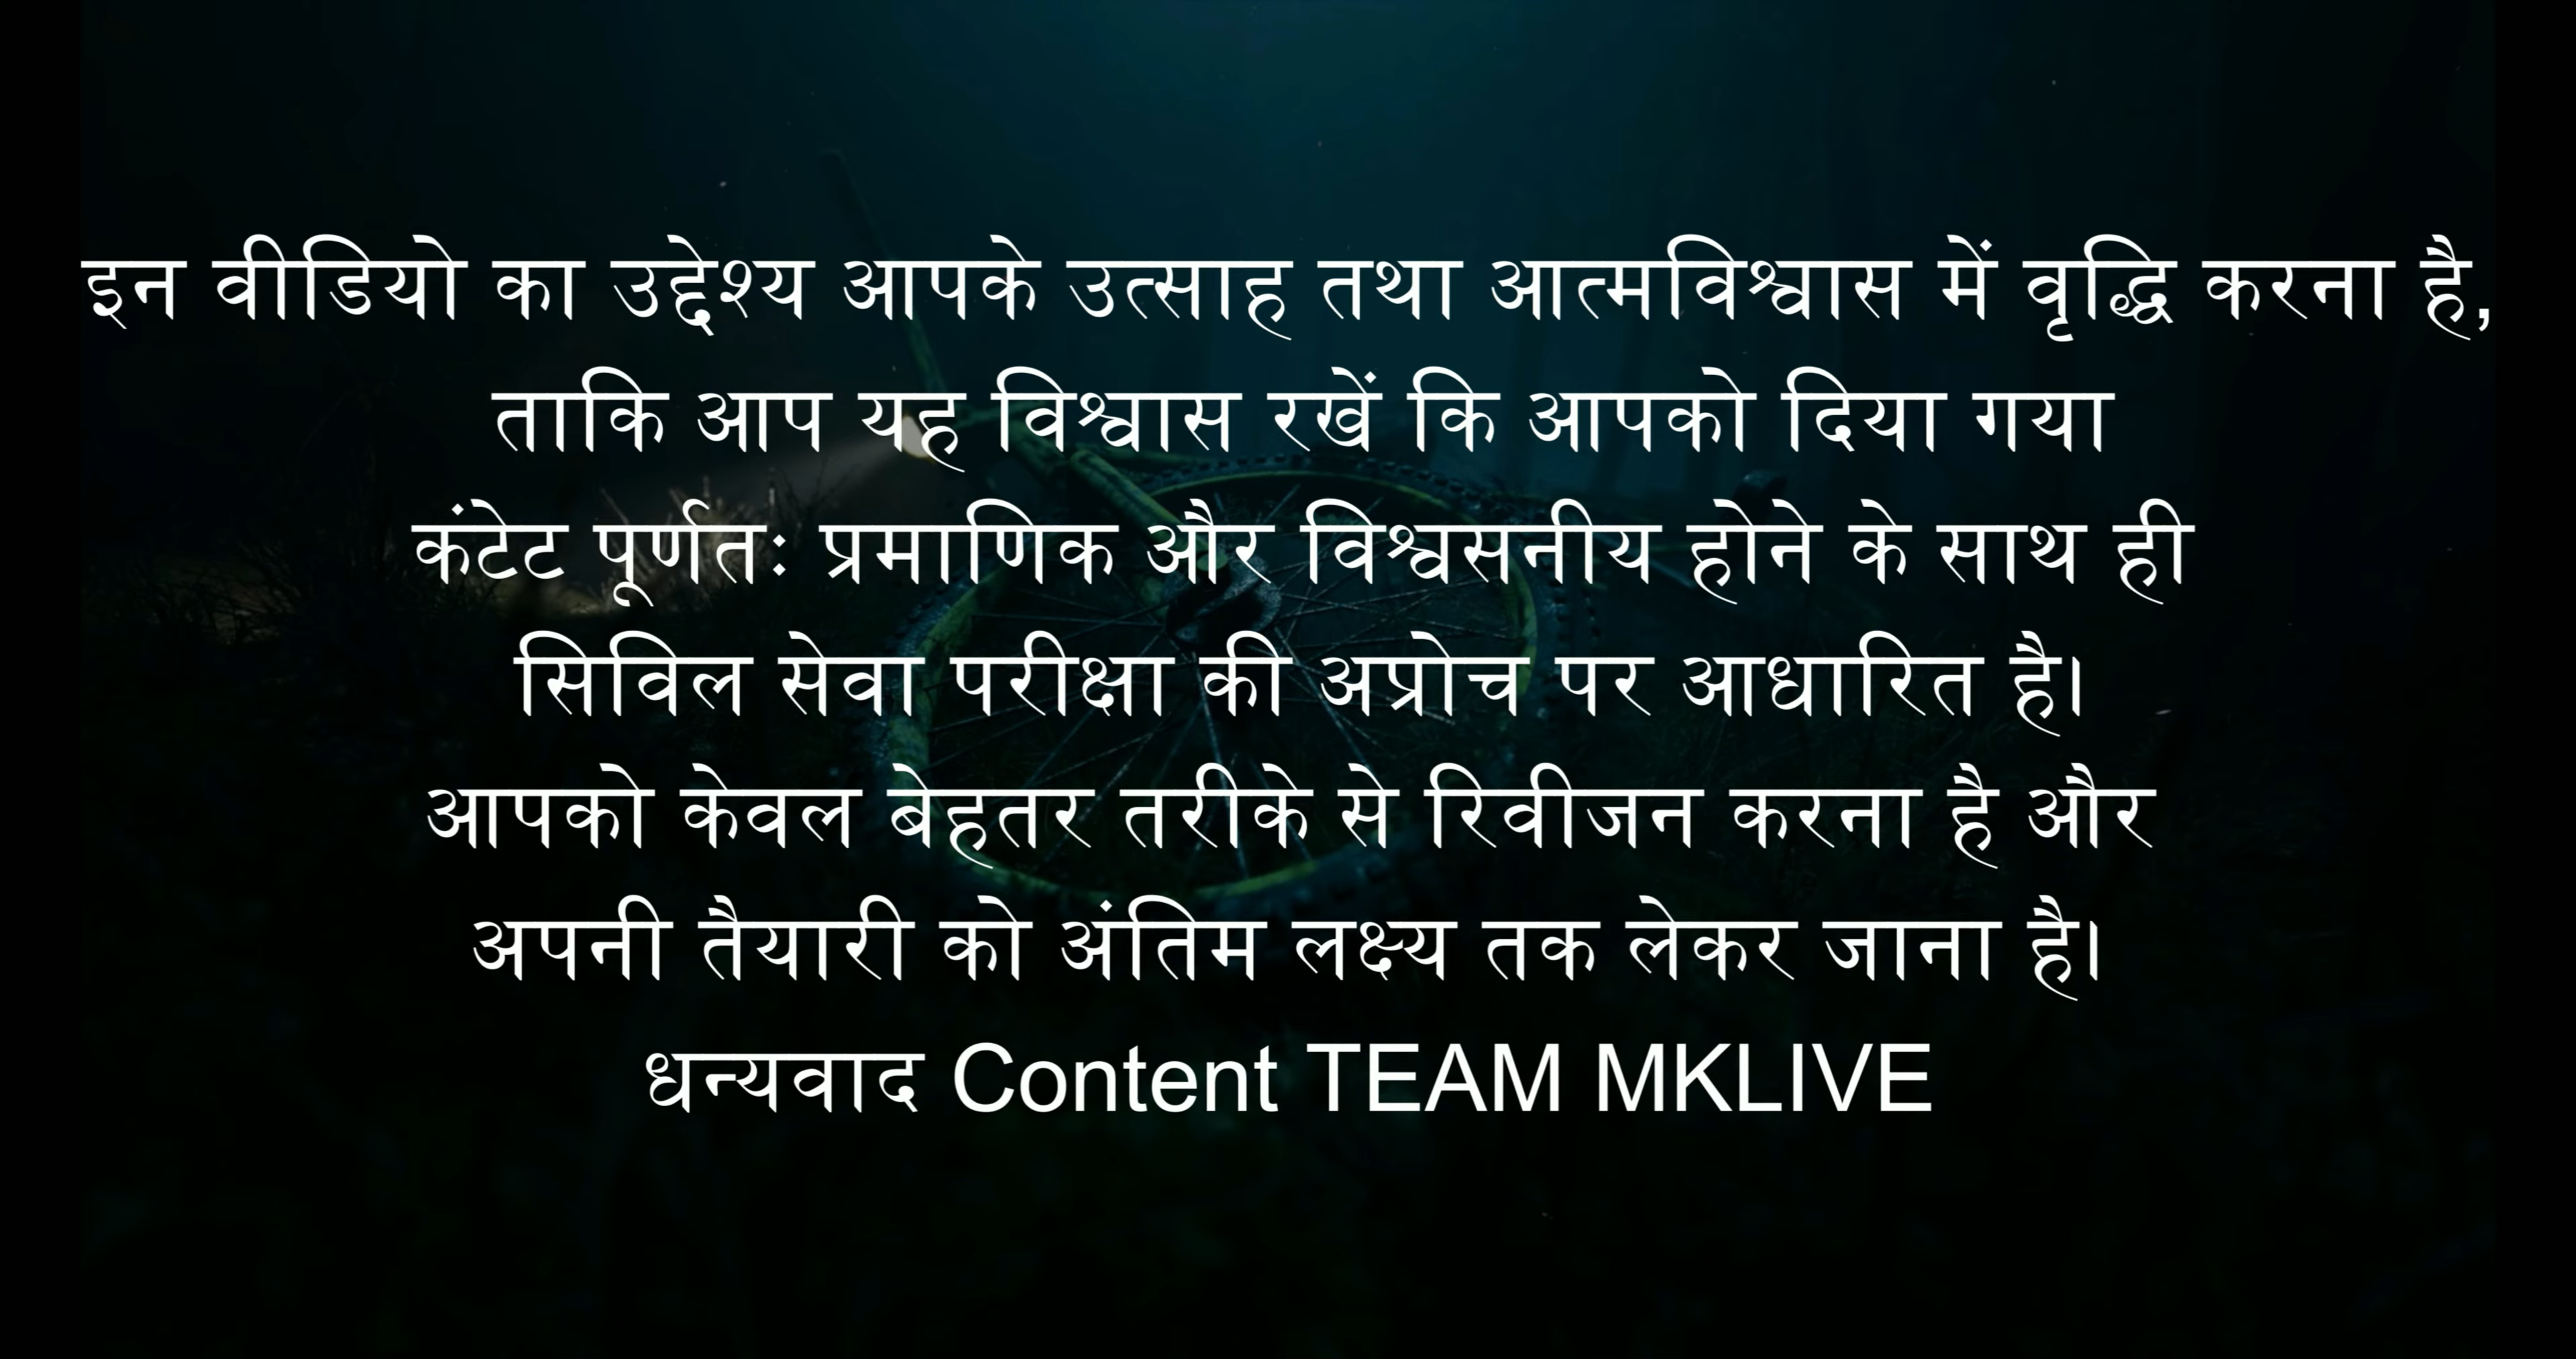 इन वीडियो का उद्देश्य आपके उत्साह तथा आत्मविश्वास में वृद्धि करना है,
ताकि आप यह विश्वास रखें कि आपको दिया गया
कंटेट पूर्णतः प्रमाणिक और विश्वसनीय होने के साथ ही
सिविल सेवा परीक्षा की अप्रोच पर आधारित है।
आपको केवल बेहतर तरीके से रिवीजन करना है और
अपनी तैयारी को अंतिम लक्ष्य तक लेकर जाना है।
धन्यवाद Content TEAM MKLIVE